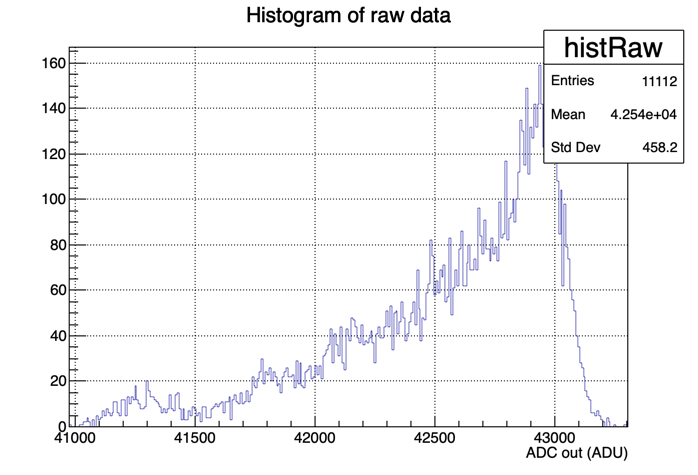 Histogram of raw data
histRaw
Entries 11112
Mean 4.254e+04
Std Dev 458.2
160
140
120
100
80
60
40
20
0
41000 41500 42000 42500 43000
ADC out (ADU)